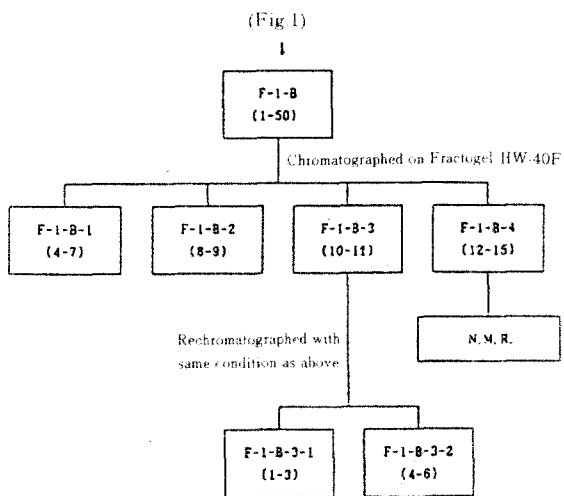 (Fig.1)
F-1-B
(1-50)
Chromatographed on Fractogel HW-40F
F-1-B-1
(4-7)
F-1-B-2
(8-9)
F-1-B-3
(10-11)
F-1-B-4
(12-15)
Rechromatographed with
same condition as above
N.M.R.
F-1-B-3-1
(1-3)
F-1-B-3-2
(4-6)